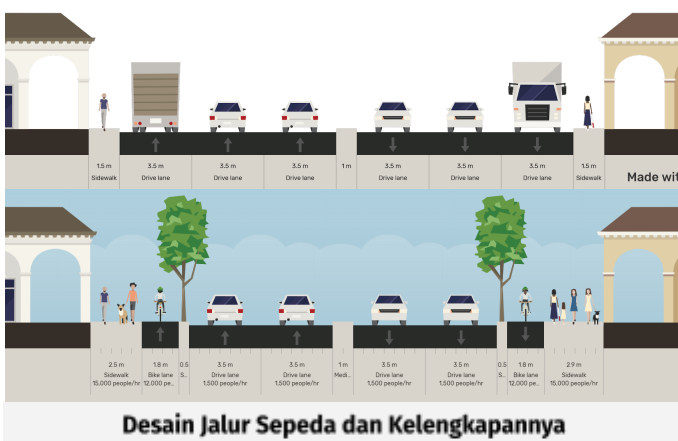 1.5 m 3.5 m 3.5 m 3.5 m 1 m 3.5 m 3.5 m 3.5 m 1.5 m
Sidewalk Drive lane Drive lane Drive lane Drive lane Drive lane Drive lane Sidewalk
Made wit
2.5 m 1.8 m 0.5 3.5 m 3.5 m 1 m 3.5 m 3.5 m 0.5 1.8 m 2.9 m
Sidewalk Bike lane S... Drive lane Drive lane Medi... Drive lane Drive lane S... Bike lane Sidewalk
15,000 people/hr 12,000 pe... 1,500 people/hr 1,500 people/hr 1,500 people/hr 1,500 people/hr 12,000 pe... 15,000 people/hr
Desain Jalur Sepeda dan Kelengkapannya